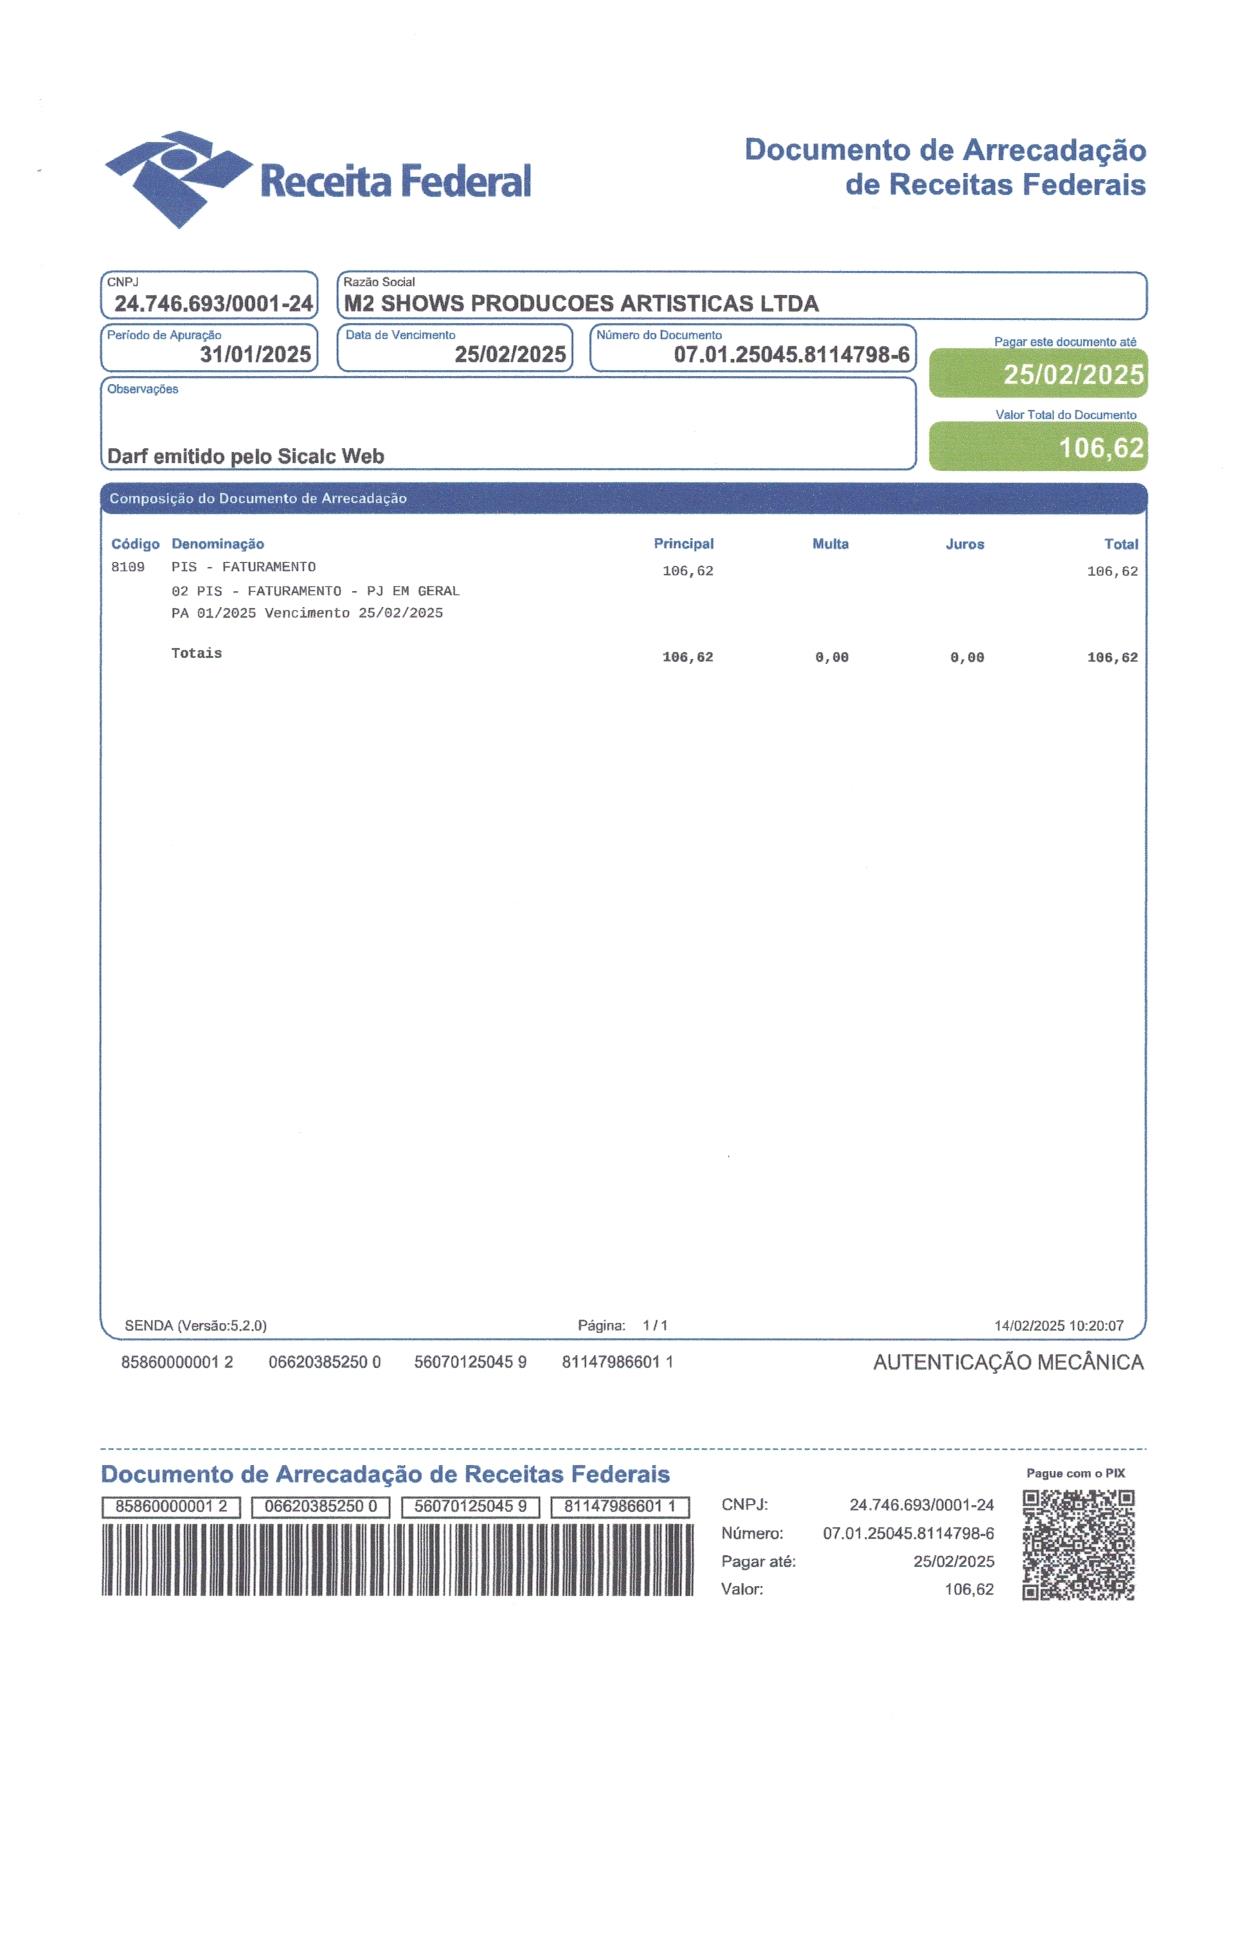 Receita Federal
Documento de Arrecadação
de Receitas Federais
CNPJ
24.746.693/0001-24
Razão Social
M2 SHOWS PRODUCOES ARTISTICAS LTDA
Período de Apuração
31/01/2025
Data de Vencimento
25/02/2025
Número do Documento
07.01.25045.8114798-6
Pagar este documento até
25/02/2025
Observações
Darf emitido pelo Sicalc Web
Valor Total do Documento
106,62
Composição do Documento de Arrecadação
Código Denominação Principal Multa Juros Total
8109 PIS - FATURAMENTO 106,62 106,62
02 PIS - FATURAMENTO - PJ EM GERAL
PA 01/2025 Vencimento 25/02/2025
Totais 106,62 0,00 0,00 106,62
SENDA (Versão:5.2.0) Página: 1 / 1 14/02/2025 10:20:07
85860000001 2 06620385250 0 56070125045 9 81147986601 1 AUTENTICAÇÃO MECÂNICA
Documento de Arrecadação de Receitas Federais
85860000001 2 06620385250 0 56070125045 9 81147986601 1
CNPJ: 24.746.693/0001-24
Número: 07.01.25045.8114798-6
Pagar até: 25/02/2025
Valor: 106,62
Pague com o PIX